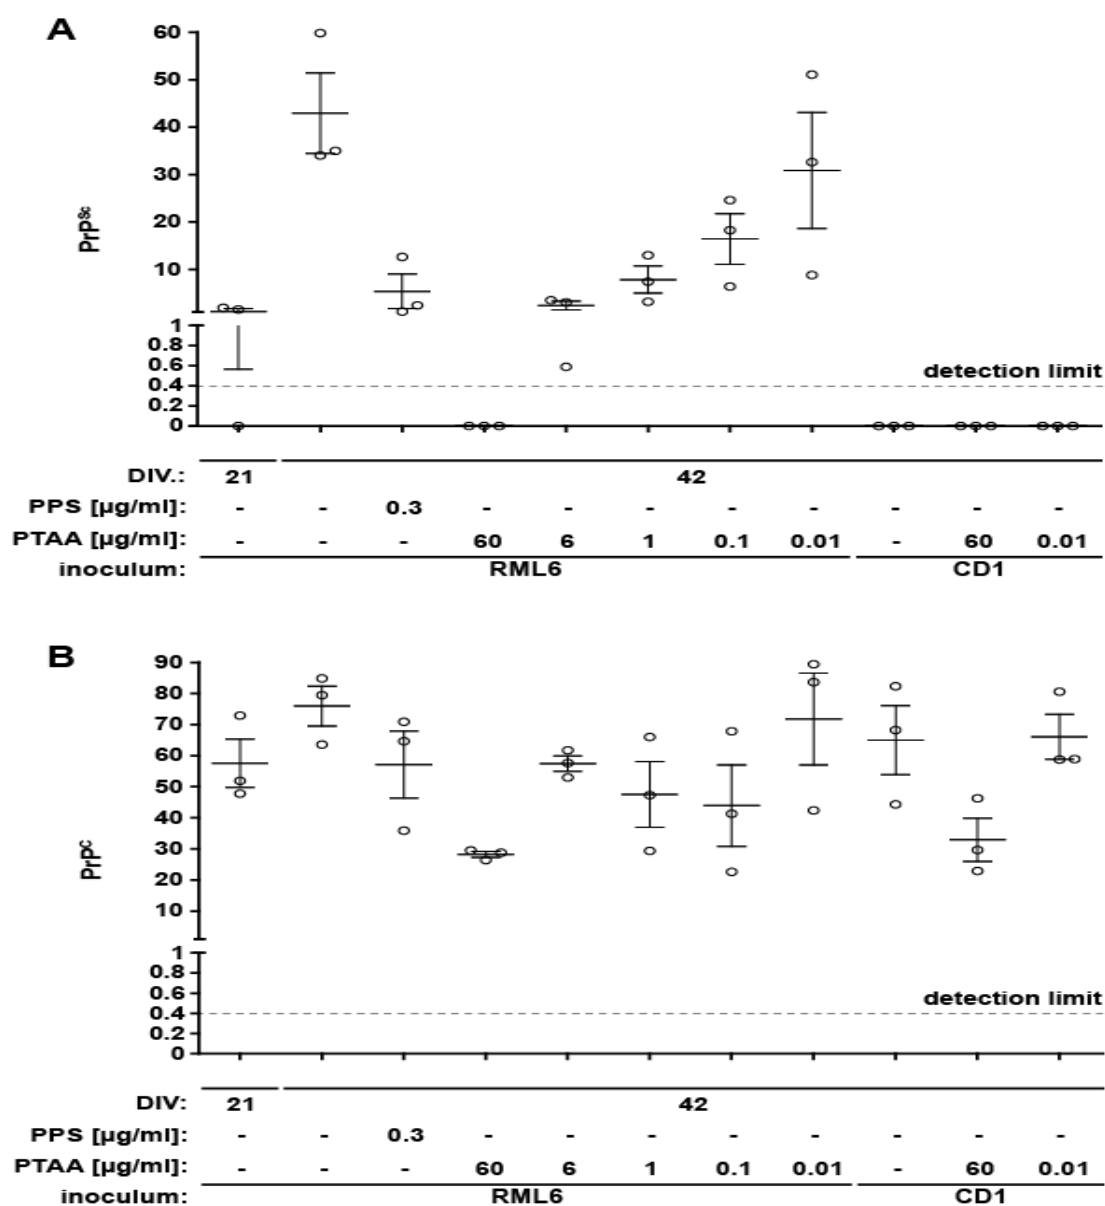 A
60
50
40
30
20
10
1
0.8
0.6
0.4
0.2
0
PrPSc
detection limit
DIV.: 21 42
PPS [µg/ml]: - - 0.3 - - - - - - - -
PTAA [µg/ml]: - - - 60 6 1 0.1 0.01 - 60 0.01
inoculum: RML6 CD1
B
90
80
70
60
50
40
30
20
10
1
0.8
0.6
0.4
0.2
0
PrPC
detection limit
DIV: 21 42
PPS [µg/ml]: - - 0.3 - - - - - - - -
PTAA [µg/ml]: - - - 60 6 1 0.1 0.01 - 60 0.01
inoculum: RML6 CD1